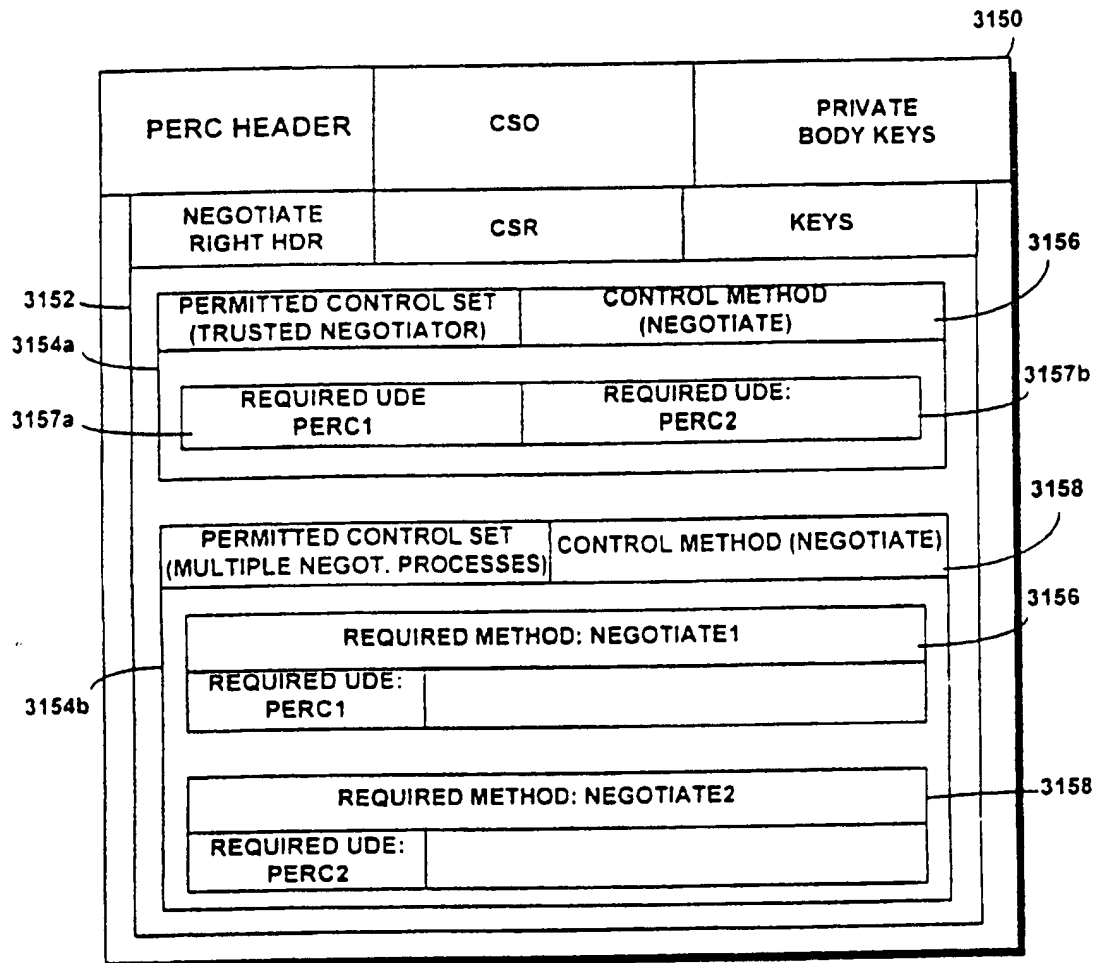 3150
PERC HEADER
CSO
PRIVATE
BODY KEYS
NEGOTIATE
RIGHT HDR
CSR
KEYS
3156
3152
PERMITTED CONTROL SET
(TRUSTED NEGOTIATOR)
CONTROL METHOD
(NEGOTIATE)
3154a
3157b
REQUIRED UDE
PERC1
REQUIRED UDE:
PERC2
3157a
3158
PERMITTED CONTROL SET
(MULTIPLE NEGOT. PROCESSES)
CONTROL METHOD (NEGOTIATE)
3156
REQUIRED METHOD: NEGOTIATE1
REQUIRED UDE:
PERC1
3154b
REQUIRED METHOD: NEGOTIATE2
3158
REQUIRED UDE:
PERC2